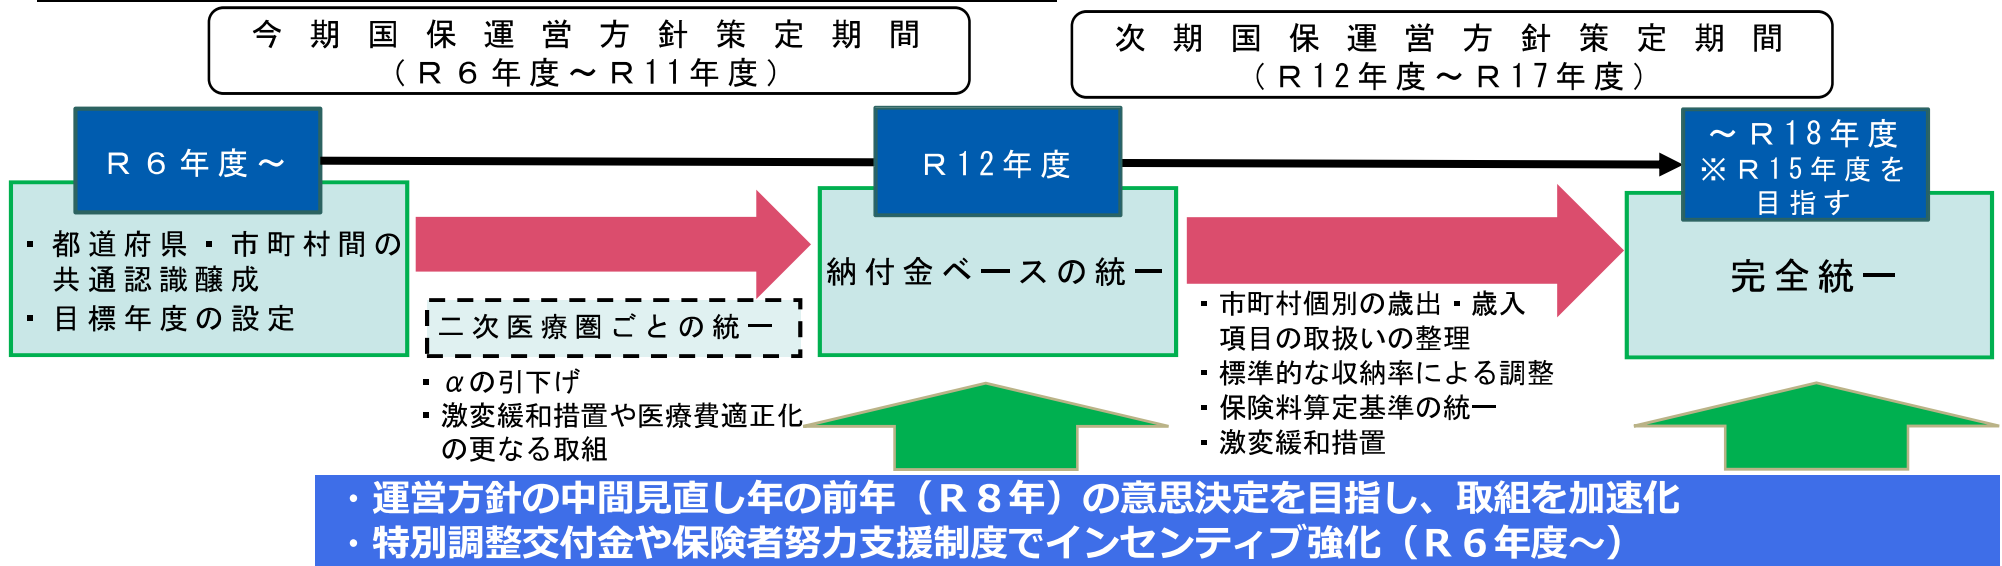 今期国保運営方針策定期間
（R６年度～R11年度）
次期国保運営方針策定期間
（R12年度～R17年度）
R６年度～
R12年度
～R18年度
※R15年度を
目指す
・都道府県・市町村間の
共通認識醸成
・目標年度の設定
納付金ベースの統一
完全統一
二次医療圏ごとの統一
・αの引下げ
・激変緩和措置や医療費適正化
の更なる取組
・市町村個別の歳出・歳入
項目の取扱いの整理
・標準的な収納率による調整
・保険料算定基準の統一
・激変緩和措置
・運営方針の中間見直し年の前年（R８年）の意思決定を目指し、取組を加速化
・特別調整交付金や保険者努力支援制度でインセンティブ強化（R６年度～）